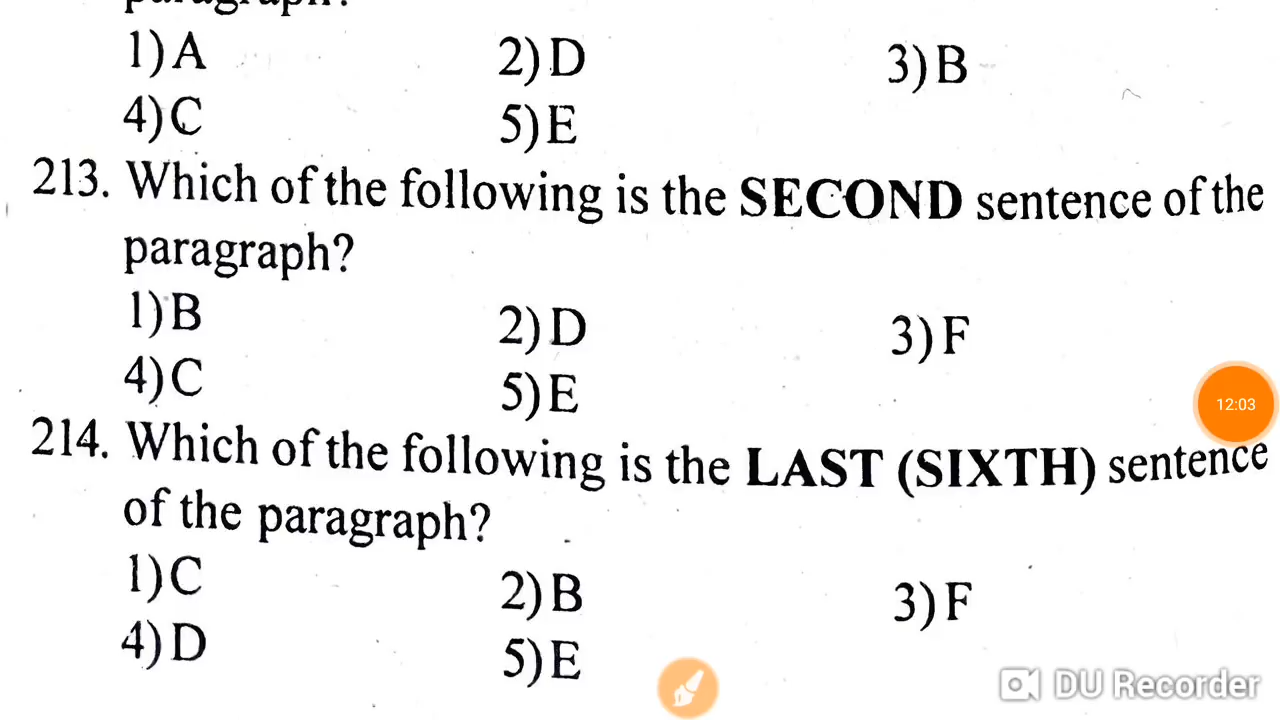 paragraph?
1) A 2) D 3) B
4) C 5) E
213. Which of the following is the SECOND sentence of the
paragraph?
1) B 2) D 3) F
4) C 5) E
12:03
214. Which of the following is the LAST (SIXTH) sentence
of the paragraph?
1) C 2) B 3) F
4) D 5) E
DU Recorder